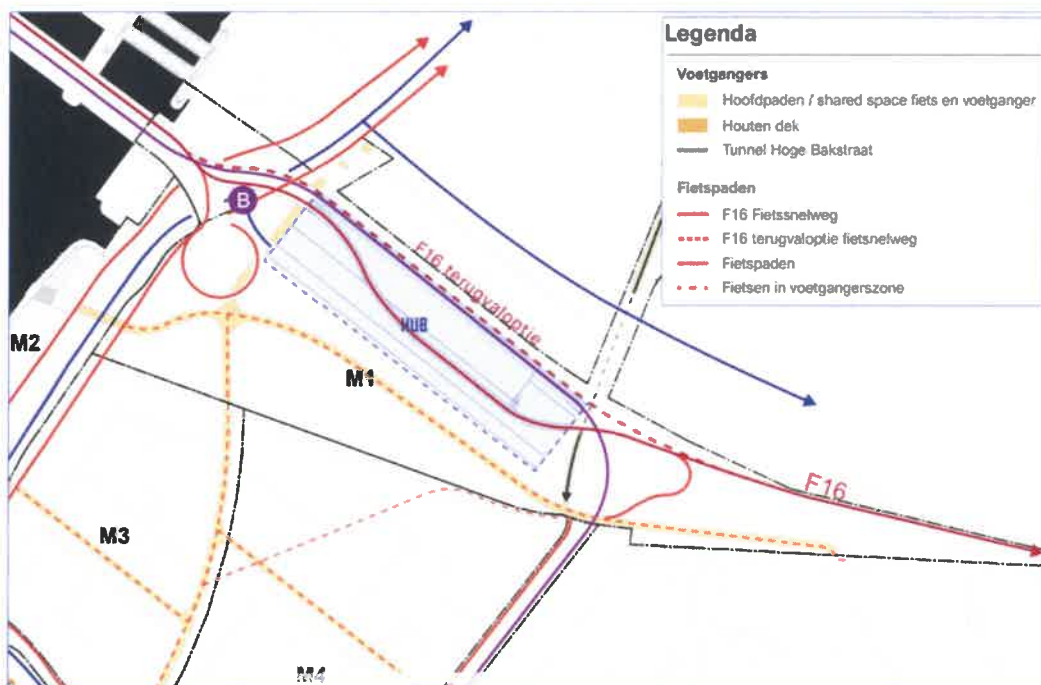 Legenda
Voetgangers
Hoofdpaden / shared space fiets en voetganger
Houten dek
Tunnel Hoge Bakstraat
Fietspaden
F16 Fietssnelweg
F16 terugvaloptie fietsnelweg
Fietspaden
Fietsen in voetgangerszone
B
F16 terugvaloptie
HUB
M2
M1
F16
M3
M4